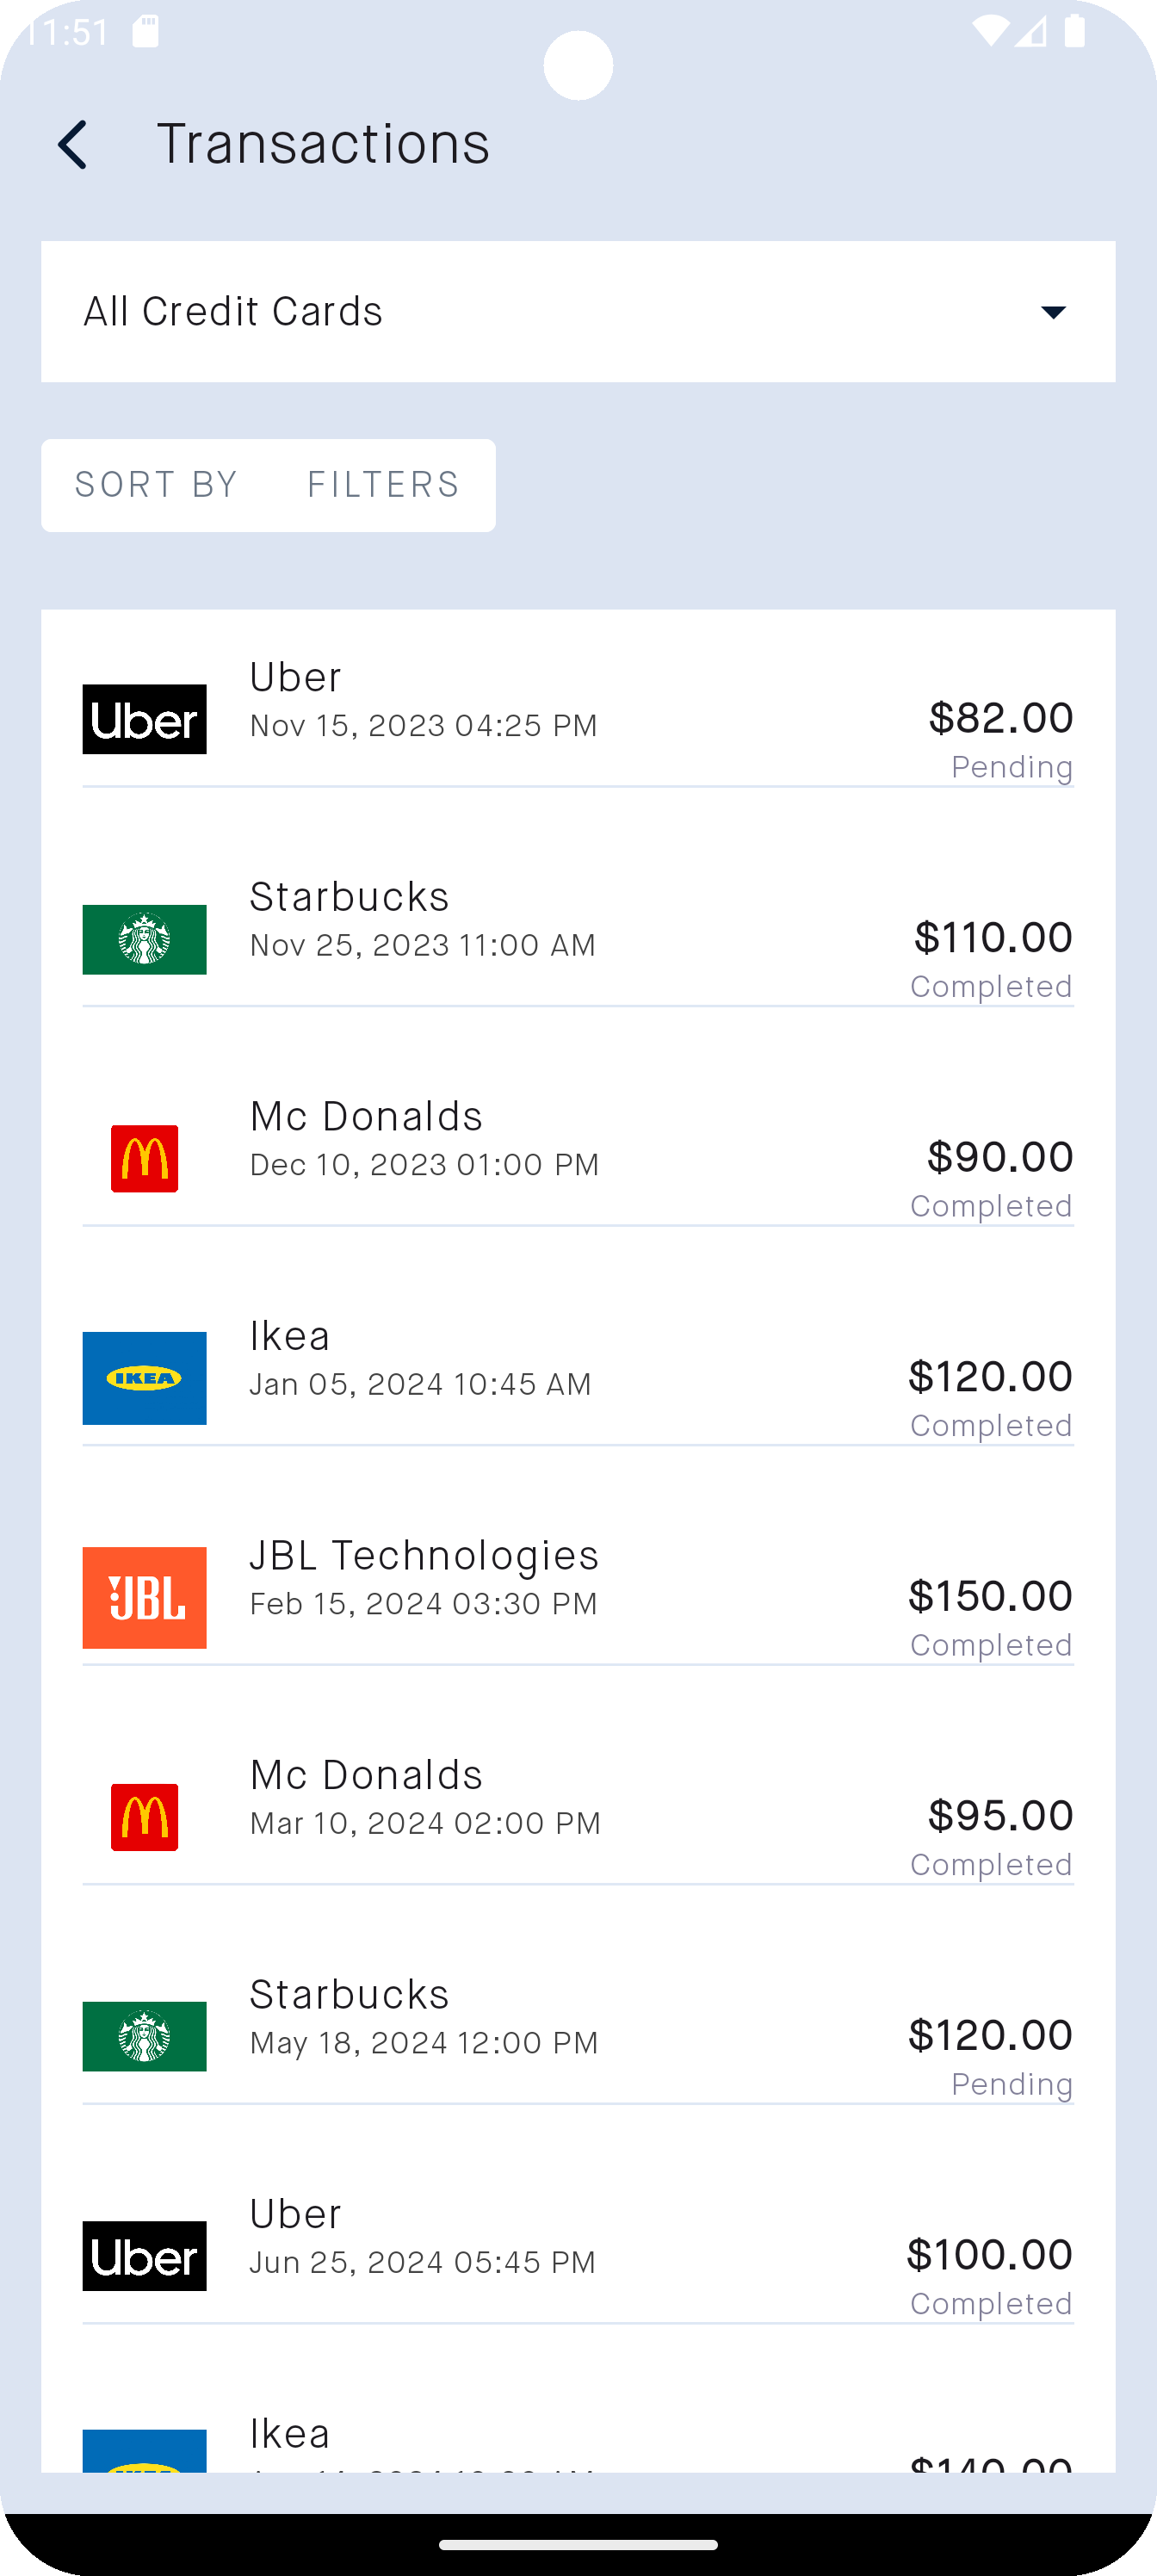 11:51
Transactions
All Credit Cards
SORT BY FILTERS
Uber
Uber
Nov 15, 2023 04:25 PM
$82.00
Pending
Starbucks
Nov 25, 2023 11:00 AM
$110.00
Completed
Mc Donalds
Dec 10, 2023 01:00 PM
$90.00
Completed
IKEA
Ikea
Jan 05, 2024 10:45 AM
$120.00
Completed
JBL
JBL Technologies
Feb 15, 2024 03:30 PM
$150.00
Completed
Mc Donalds
Mar 10, 2024 02:00 PM
$95.00
Completed
Starbucks
May 18, 2024 12:00 PM
$120.00
Pending
Uber
Uber
Jun 25, 2024 05:45 PM
$100.00
Completed
Ikea
$140.00